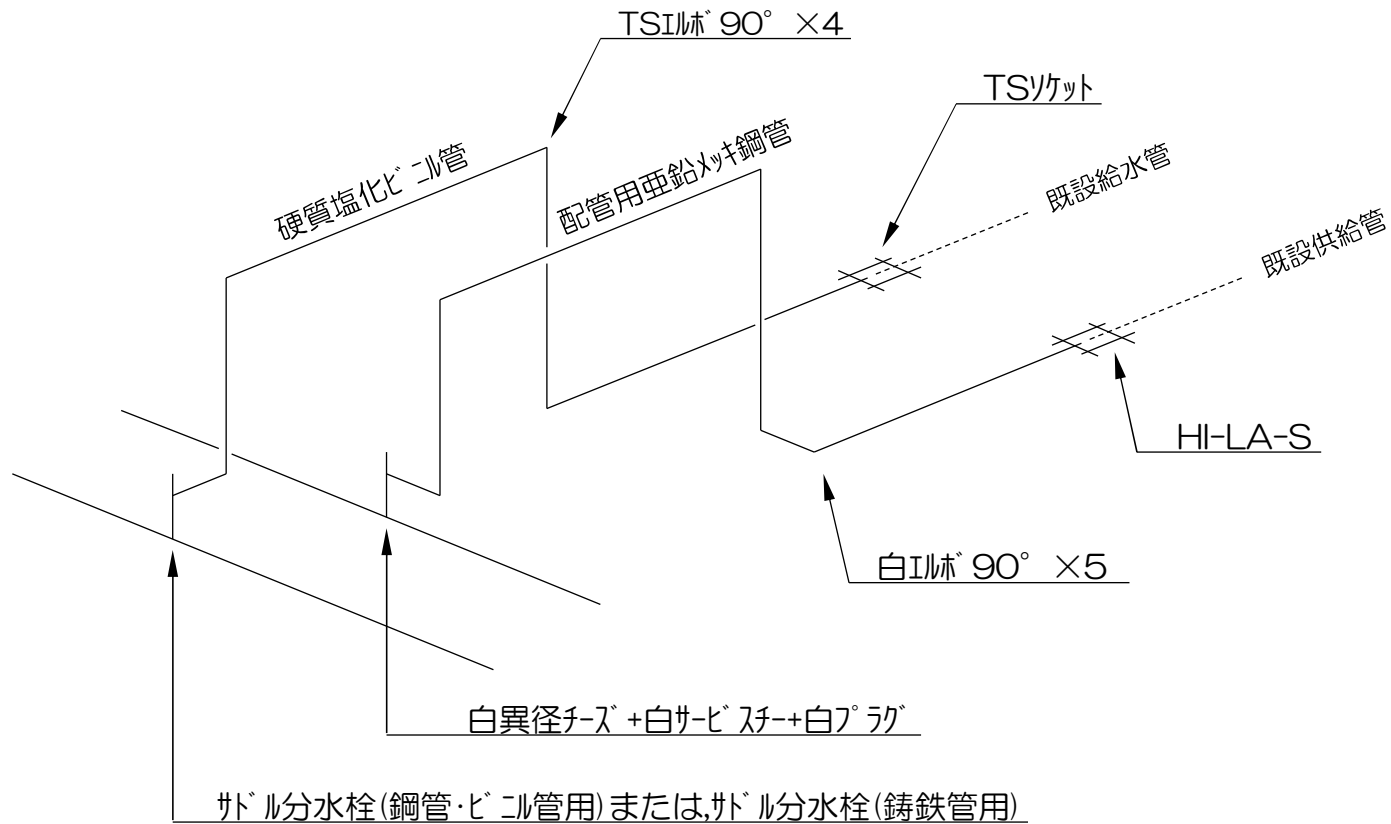 TSｴﾙﾎﾞ90° ×4
TSｿｹｯﾄ
硬質塩化ﾋﾞﾆﾙ管
配管用亜鉛ﾒｯｷ鋼管
既設給水管
既設供給管
HI-LA-S
白ｴﾙﾎﾞ90° ×5
白異径ﾁｰｽﾞ+白ｻｰﾋﾞｽﾁｰ+白ﾌﾟﾗｸﾞ
ｻﾄﾞﾙ分水栓(鋼管･ﾋﾞﾆﾙ管用)または,ｻﾄﾞﾙ分水栓(鋳鉄管用)